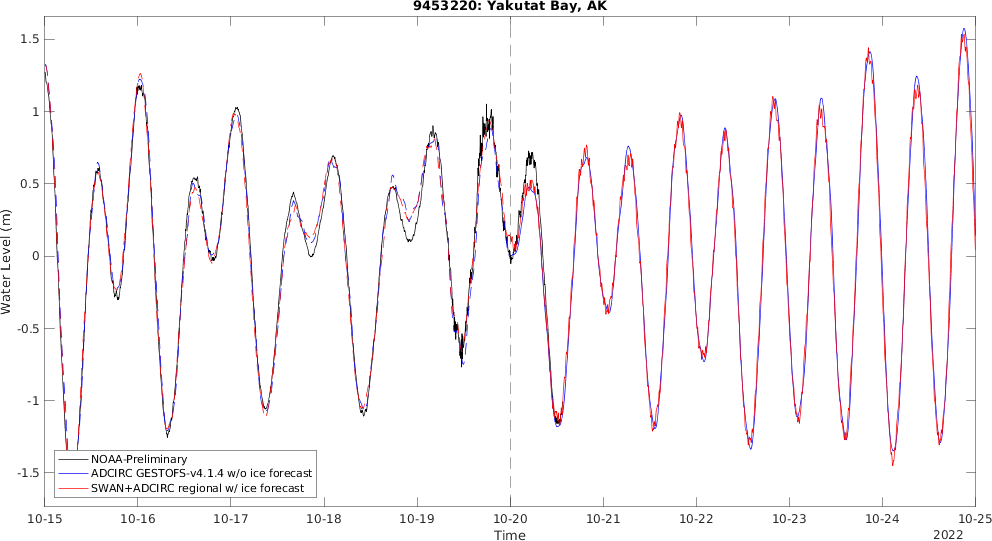 9453220: Yakutat Bay, AK
Water Level (m)
1.5
1
0.5
0
-0.5
-1
-1.5
NOAA-Preliminary
ADCIRC GESTOFS-v4.1.4 w/o ice forecast
SWAN+ADCIRC regional w/ ice forecast
10-15 10-16 10-17 10-18 10-19 10-20 10-21 10-22 10-23 10-24 10-25
Time
2022